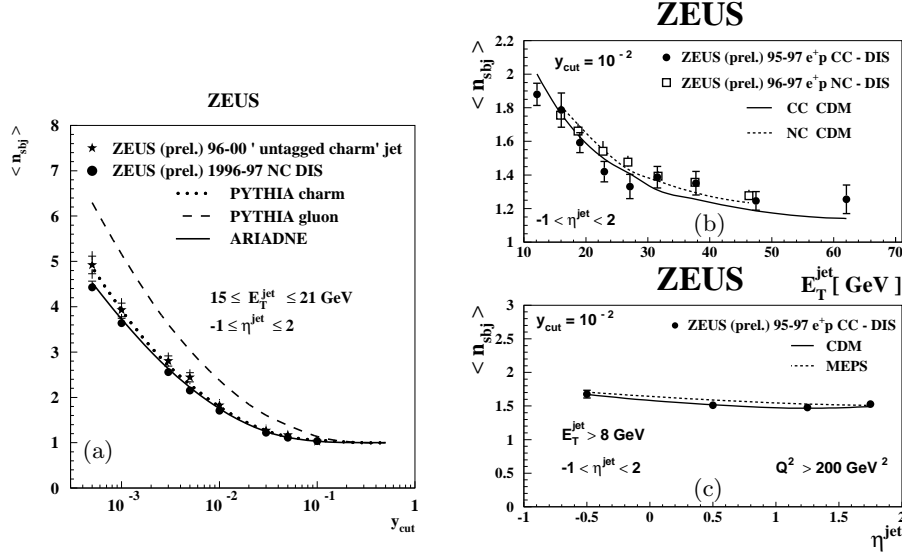 ZEUS
< n_sbj >
8
7
6
5
4
3
2
1
0
★ ZEUS (prel.) 96-00 ' untagged charm' jet
● ZEUS (prel.) 1996-97 NC DIS
PYTHIA charm
PYTHIA gluon
ARIADNE
15 ≤ E_T^jet ≤ 21 GeV
-1 ≤ η^jet ≤ 2
(a)
10^-3 10^-2 10^-1 1
y_cut
ZEUS
< n_sbj >
2.2
2
1.8
1.6
1.4
1.2
1
y_cut = 10^-2
● ZEUS (prel.) 95-97 e^+p CC - DIS
□ ZEUS (prel.) 96-97 e^+p NC - DIS
CC CDM
NC CDM
-1 < η^jet < 2
(b)
10 20 30 40 50 60 70
E_T^jet [ GeV ]
ZEUS
< n_sbj >
3
2.5
2
1.5
1
0.5
0
y_cut = 10^-2
● ZEUS (prel.) 95-97 e^+p CC - DIS
CDM
MEPS
E_T^jet > 8 GeV
-1 < η^jet < 2
Q^2 > 200 GeV^2
(c)
-1 -0.5 0 0.5 1 1.5 2
η^jet